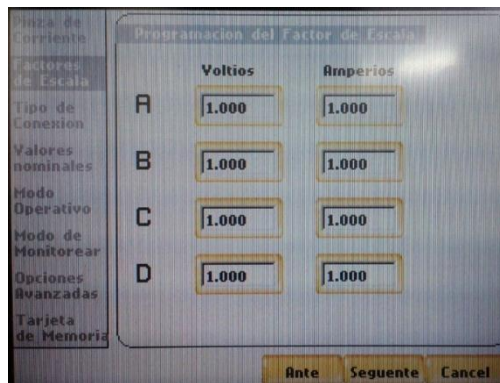 Pinza de
Corriente
Factores
de Escala
Tipo de
Conexion
Valores
nominales
Modo
Operativo
Modo de
Monitorear
Opciones
Avanzadas
Tarjeta
de Memoria
Programacion del Factor de Escala
Voltios Amperios
A 1.000 1.000
B 1.000 1.000
C 1.000 1.000
D 1.000 1.000
Ante Seguente Cancel